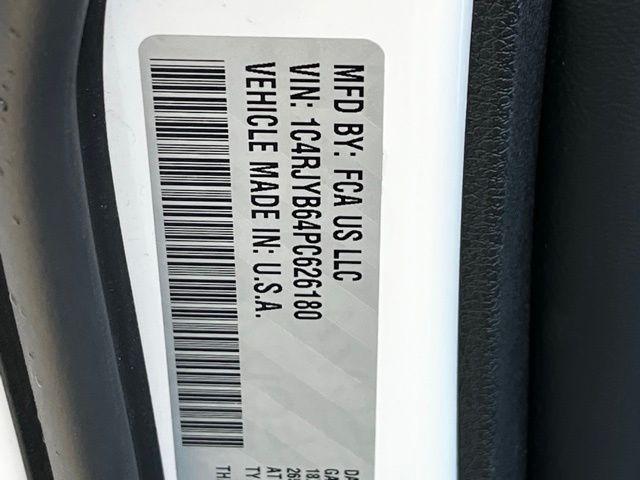 MFD BY: FCA US LLC
VIN: 1C4RJYB64PC626180
VEHICLE MADE IN: U.S.A.